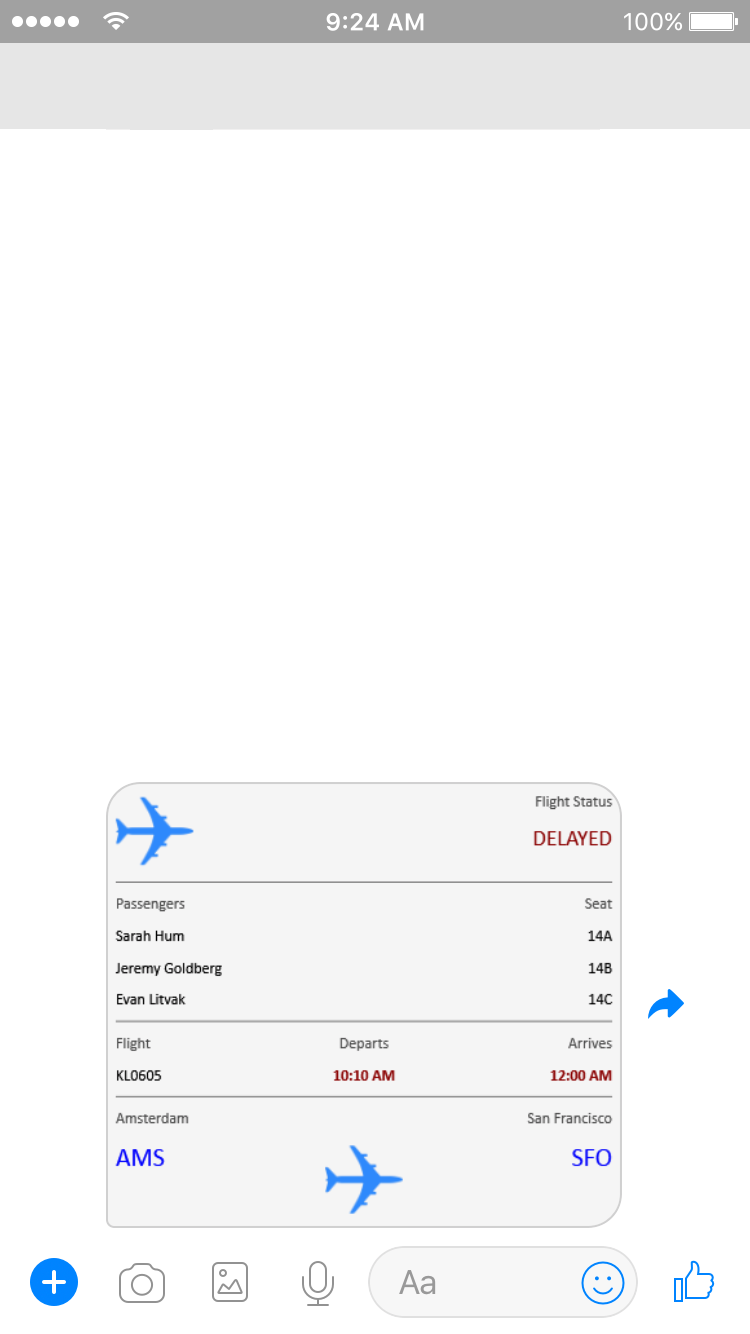 9:24 AM 100%
Flight Status
DELAYED
Passengers Seat
Sarah Hum 14A
Jeremy Goldberg 14B
Evan Litvak 14C
Flight Departs Arrives
KL0605 10:10 AM 12:00 AM
Amsterdam San Francisco
AMS SFO
Aa